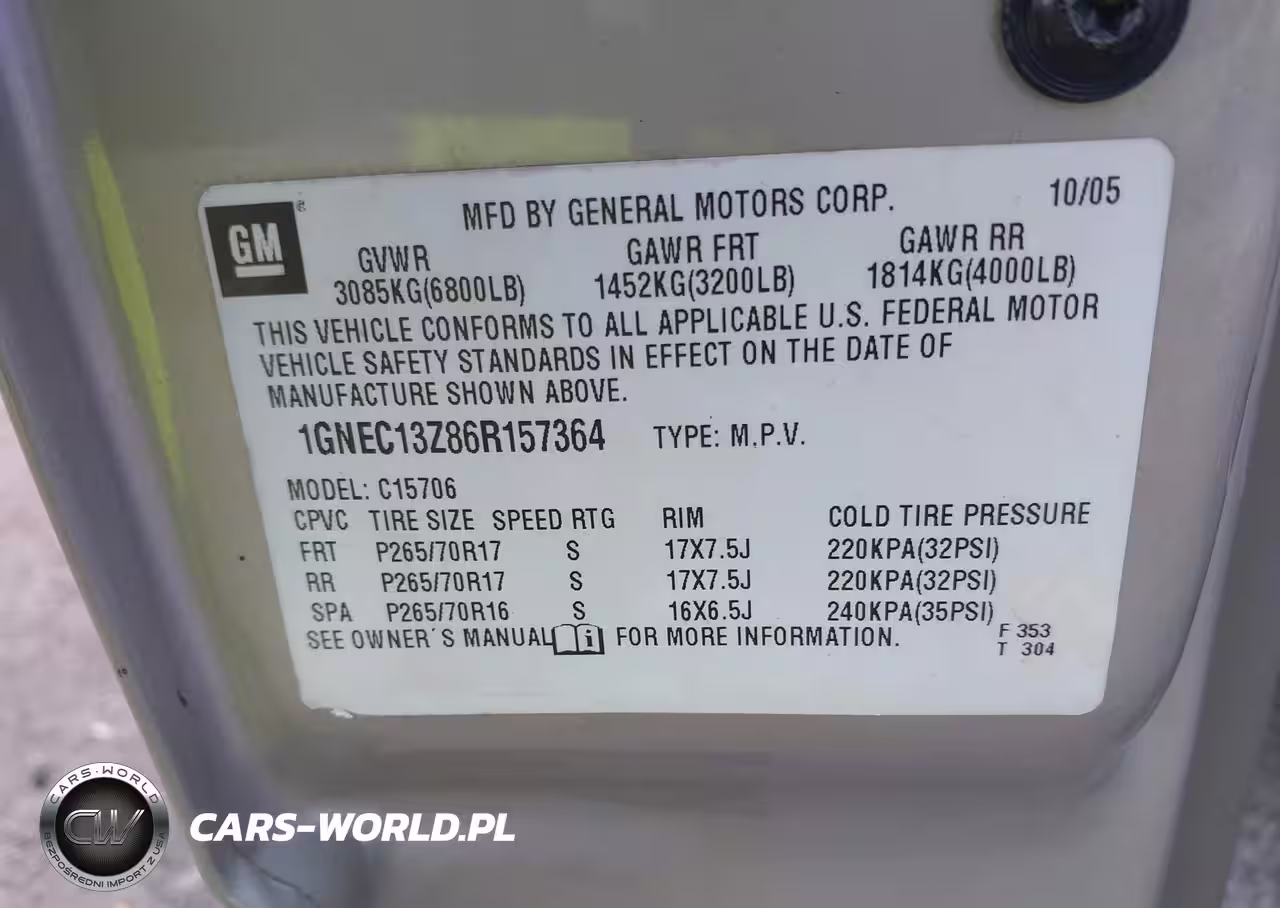 GM ®
MFD BY GENERAL MOTORS CORP. 10/05
GVWR GAWR FRT GAWR RR
3085KG(6800LB) 1452KG(3200LB) 1814KG(4000LB)
THIS VEHICLE CONFORMS TO ALL APPLICABLE U.S. FEDERAL MOTOR
VEHICLE SAFETY STANDARDS IN EFFECT ON THE DATE OF
MANUFACTURE SHOWN ABOVE.
1GNEC13Z86R157364 TYPE: M.P.V.
MODEL: C15706
CPVC TIRE SIZE SPEED RTG RIM COLD TIRE PRESSURE
FRT P265/70R17 S 17X7.5J 220KPA(32PSI)
RR P265/70R17 S 17X7.5J 220KPA(32PSI)
SPA P265/70R16 S 16X6.5J 240KPA(35PSI)
SEE OWNER'S MANUAL i FOR MORE INFORMATION.
F 353
T 304
CARS-WORLD
CW
BEZPOŚREDNI IMPORT Z USA
CARS-WORLD.PL